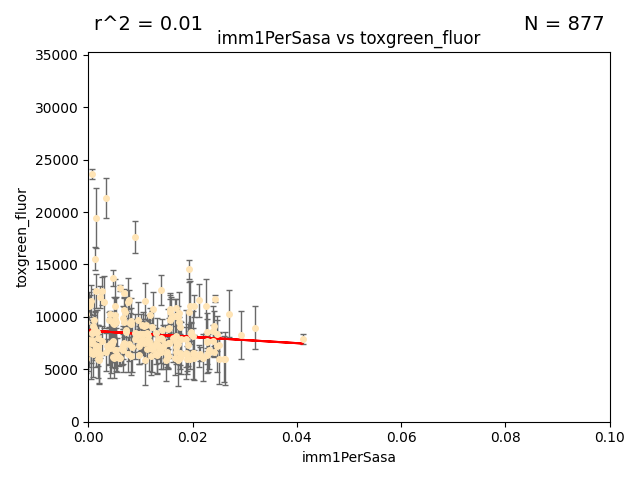 r^2 = 0.01
N = 877
imm1PerSasa vs toxgreen_fluor
35000
30000
25000
20000
15000
10000
5000
0
toxgreen_fluor
0.00
0.02
0.04
0.06
0.08
0.10
imm1PerSasa